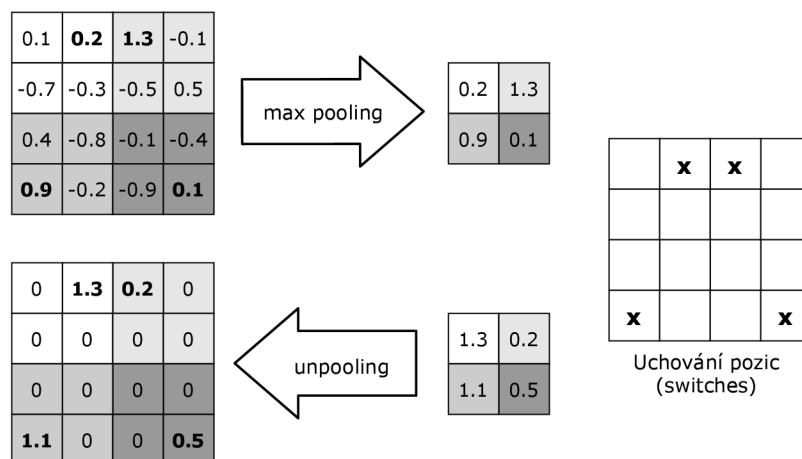 0.1 0.2 1.3 -0.1
-0.7 -0.3 -0.5 0.5
0.4 -0.8 -0.1 -0.4
0.9 -0.2 -0.9 0.1
max pooling
0.2 1.3
0.9 0.1
x x
x x
Uchování pozic
(switches)
0 1.3 0.2 0
0 0 0 0
0 0 0 0
1.1 0 0 0.5
unpooling
1.3 0.2
1.1 0.5